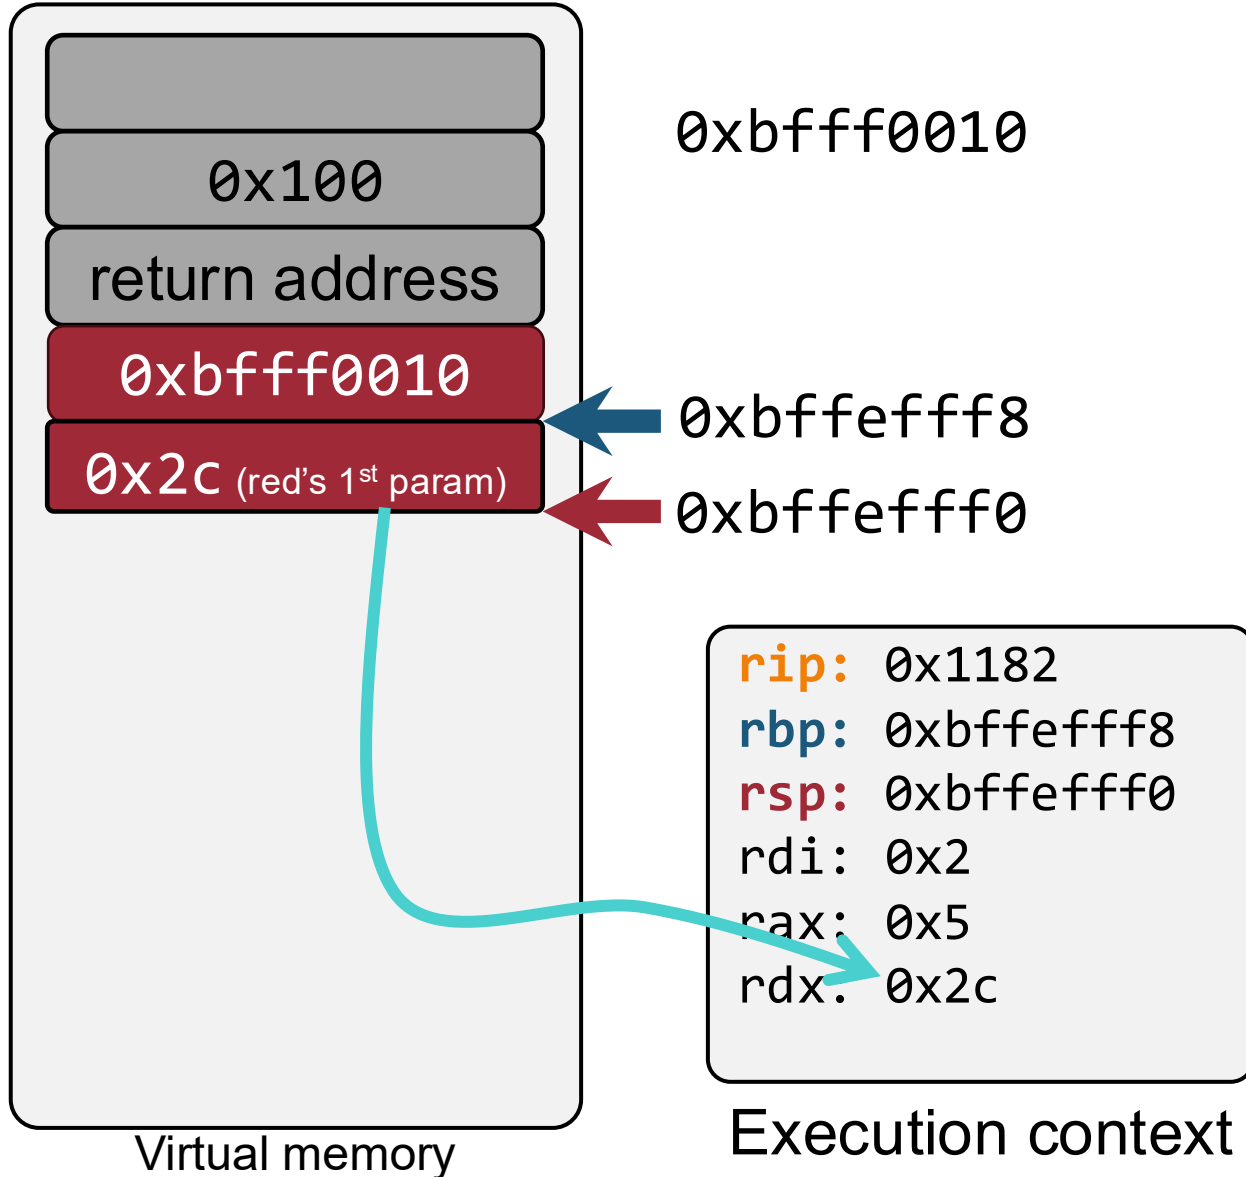 0xbfff0010
0x100
return address
0xbfff0010
0xbffefff8
0x2c (red's 1st param)
0xbffefff0
rip: 0x1182
rbp: 0xbffefff8
rsp: 0xbffefff0
rdi: 0x2
rax: 0x5
rdx: 0x2c
Execution context
Virtual memory